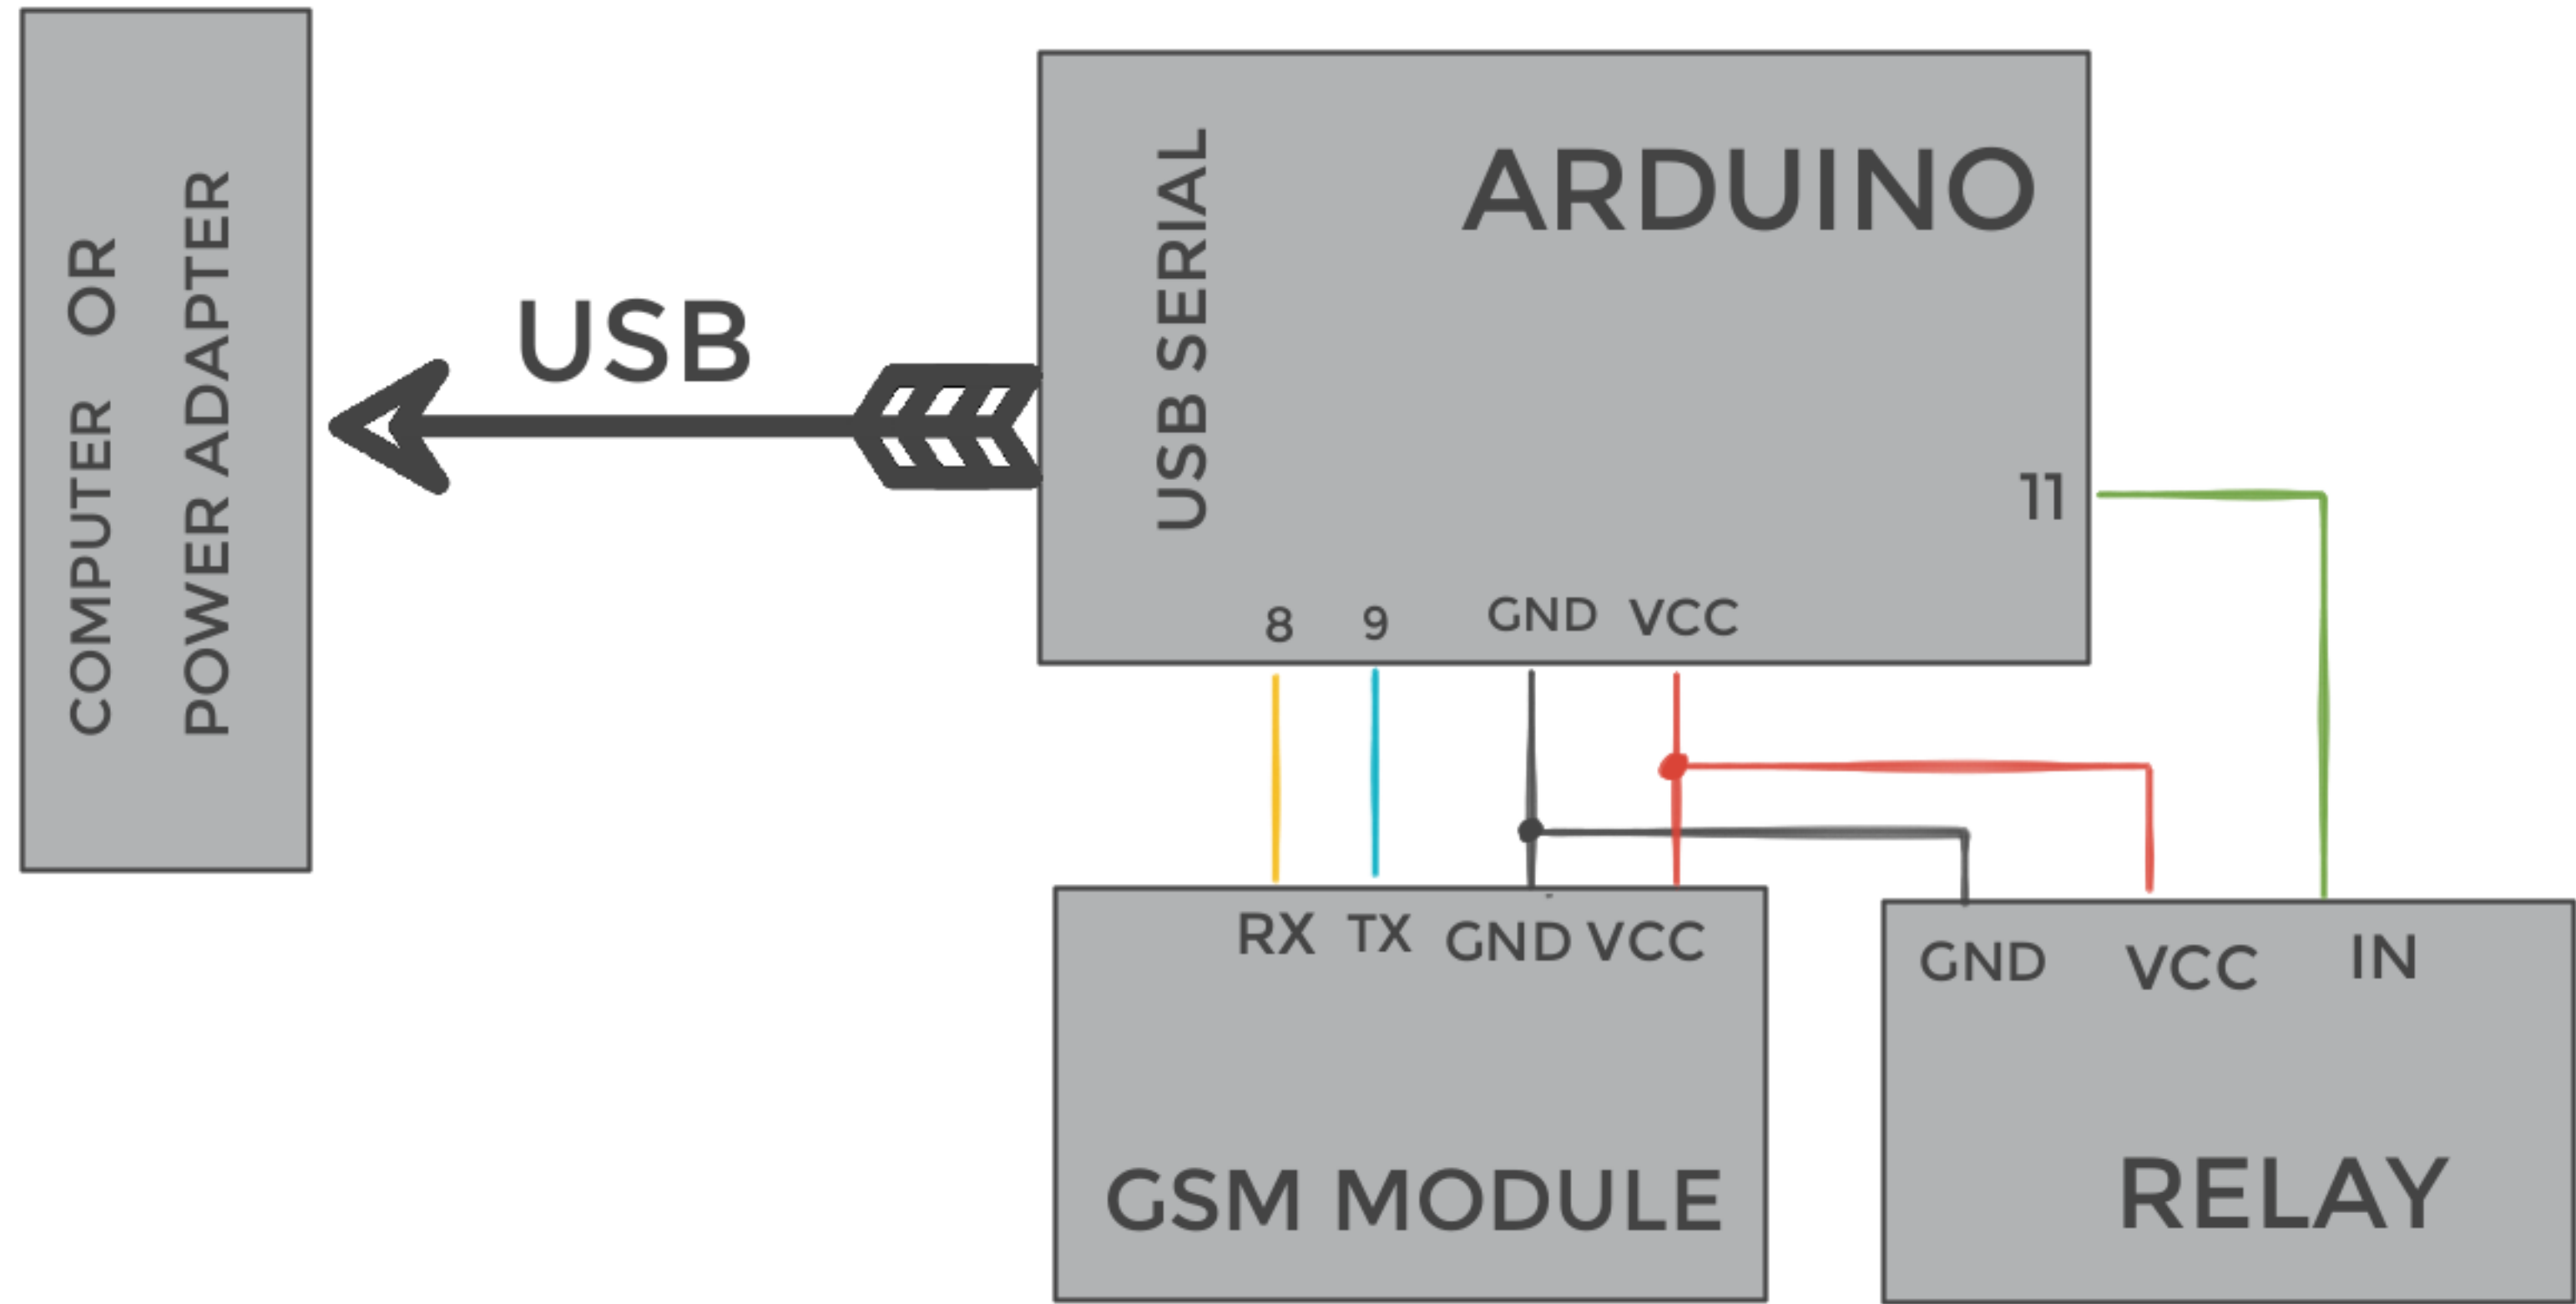 COMPUTER OR
POWER ADAPTER
USB
USB SERIAL
ARDUINO
11
8 9 GND VCC
RX TX GND VCC
GSM MODULE
GND VCC IN
RELAY